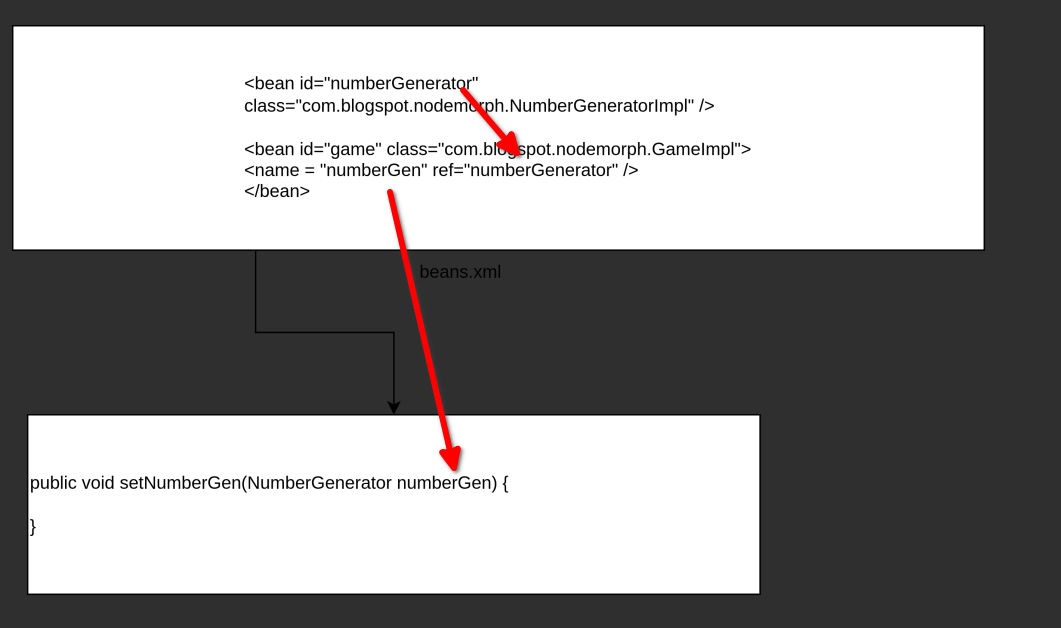 <bean id="numberGenerator"
class="com.blogspot.nodemorph.NumberGeneratorImpl" />
<bean id="game" class="com.blogspot.nodemorph.GameImpl">
<name = "numberGen" ref="numberGenerator" />
</bean>
beans.xml
public void setNumberGen(NumberGenerator numberGen) {
}